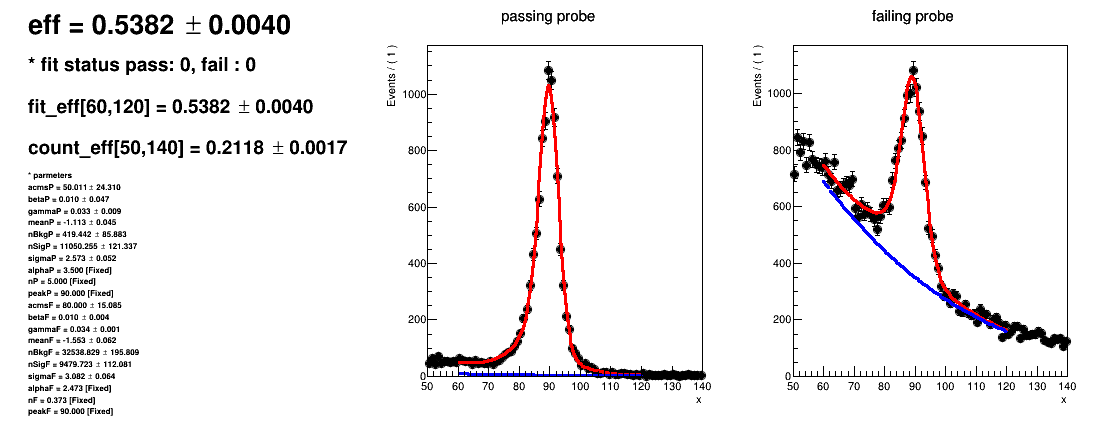 eff = 0.5382 ± 0.0040
* fit status pass: 0, fail : 0
fit_eff[60,120] = 0.5382 ± 0.0040
count_eff[50,140] = 0.2118 ± 0.0017
* parmeters
acmsP = 50.011 ± 24.310
betaP = 0.010 ± 0.047
gammaP = 0.033 ± 0.009
meanP = -1.113 ± 0.045
nBkgP = 419.442 ± 85.883
nSigP = 11050.255 ± 121.337
sigmaP = 2.573 ± 0.052
alphaP = 3.500 [Fixed]
nP = 5.000 [Fixed]
peakP = 90.000 [Fixed]
acmsF = 80.000 ± 15.085
betaF = 0.010 ± 0.004
gammaF = 0.034 ± 0.001
meanF = -1.553 ± 0.062
nBkgF = 32538.829 ± 195.809
nSigF = 9479.723 ± 112.081
sigmaF = 3.082 ± 0.064
alphaF = 2.473 [Fixed]
nF = 0.373 [Fixed]
peakF = 90.000 [Fixed]
passing probe
Events / ( 1 )
1000
800
600
400
200
0
50 60 70 80 90 100 110 120 130 140
x
failing probe
Events / ( 1 )
1000
800
600
400
200
0
50 60 70 80 90 100 110 120 130 140
x